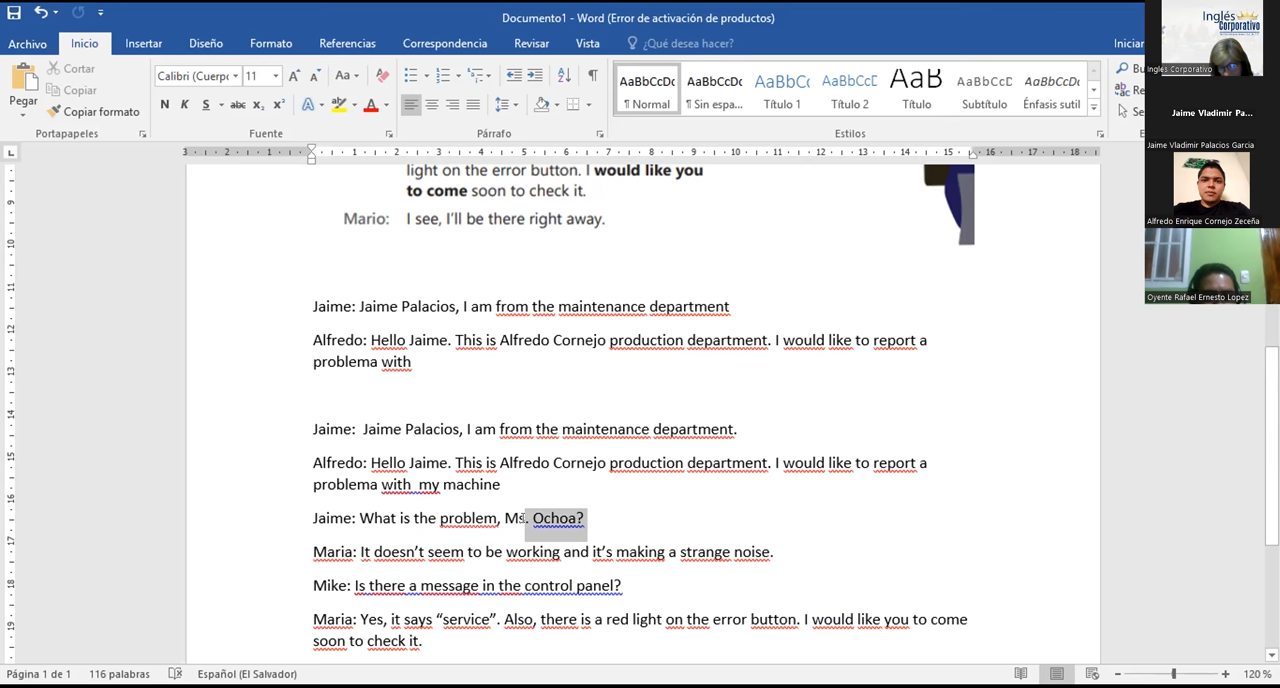 Documento1 - Word (Error de activación de productos)
Archivo Inicio Insertar Diseño Formato Referencias Correspondencia Revisar Vista ¿Qué desea hacer? Iniciar
Pegar
Cortar
Copiar
Copiar formato
Portapapeles
Calibri (Cuerpo 11
N K S abc x₂ x²
Fuente
Párrafo
AaBbCcDc AaBbCcDc AaBbCc AaBbCcC AaB AaBbCcD AaBbCcDc
¶ Normal ¶ Sin espa... Título 1 Título 2 Título Subtítulo Énfasis sutil
Estilos
Inglés
Corporativo
Ingles Corporativo
Jaime Vladimir Pa...
Jaime Vladimir Palacios Garcia
Alfredo Enrique Cornejo Zeceña
Oyente Rafael Ernesto Lopez
light on the error button. I would like you
to come soon to check it.
Mario: I see, I'll be there right away.
Jaime: Jaime Palacios, I am from the maintenance department
Alfredo: Hello Jaime. This is Alfredo Cornejo production department. I would like to report a
problema with
Jaime:  Jaime Palacios, I am from the maintenance department.
Alfredo: Hello Jaime. This is Alfredo Cornejo production department. I would like to report a
problema with  my machine
Jaime: What is the problem, Ms. Ochoa?
Maria: It doesn't seem to be working and it's making a strange noise.
Mike: Is there a message in the control panel?
Maria: Yes, it says “service”. Also, there is a red light on the error button. I would like you to come
soon to check it.
Página 1 de 1 116 palabras Español (El Salvador) 120 %